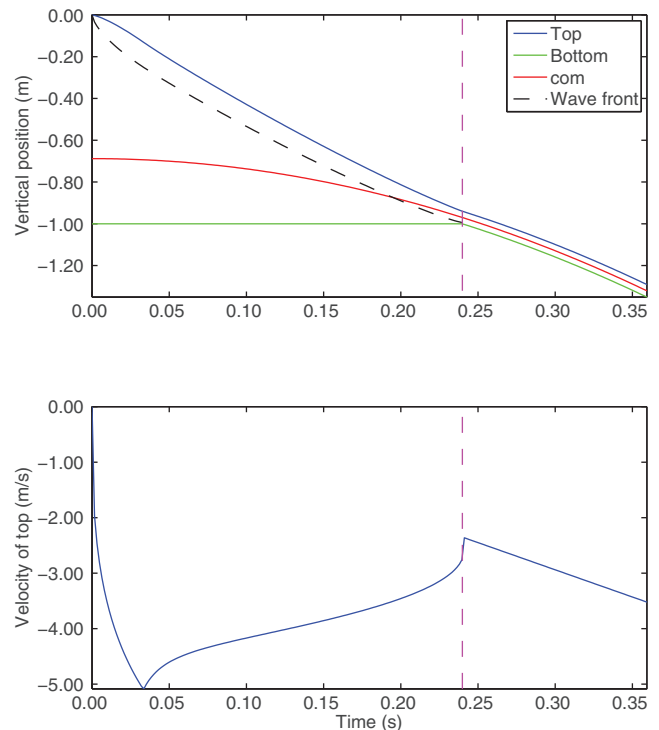 0.00
−0.20
−0.40
−0.60
−0.80
−1.00
−1.20
Vertical position (m)
Top
Bottom
com
Wave front
0.00 0.05 0.10 0.15 0.20 0.25 0.30 0.35
0.00
−1.00
−2.00
−3.00
−4.00
−5.00
Velocity of top (m/s)
0.00 0.05 0.10 0.15 0.20 0.25 0.30 0.35
Time (s)